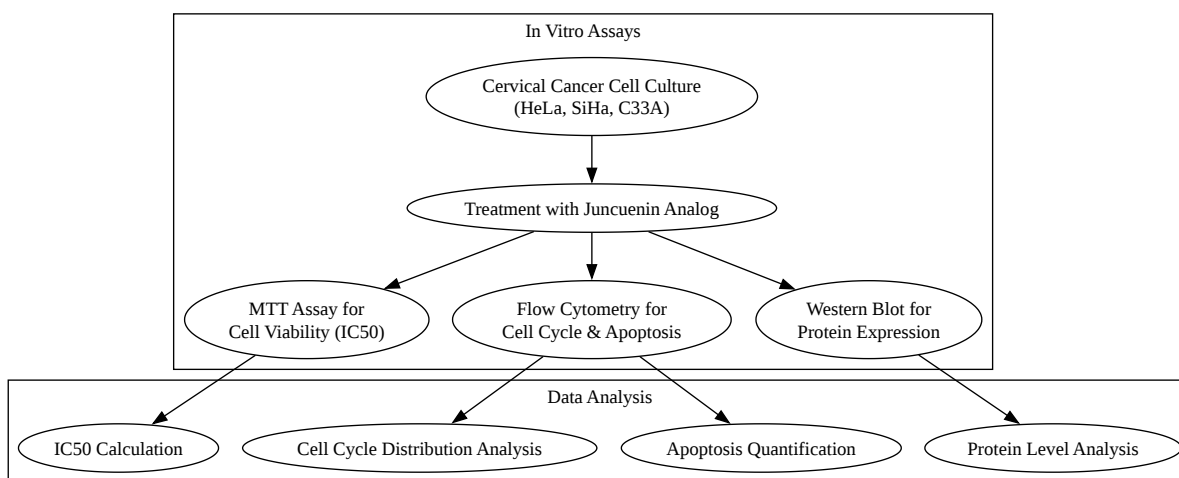 In Vitro Assays
Cervical Cancer Cell Culture
(HeLa, SiHa, C33A)
Treatment with Juncuenin Analog
MTT Assay for
Cell Viability (IC50)
Flow Cytometry for
Cell Cycle & Apoptosis
Western Blot for
Protein Expression
Data Analysis
IC50 Calculation
Cell Cycle Distribution Analysis
Apoptosis Quantification
Protein Level Analysis